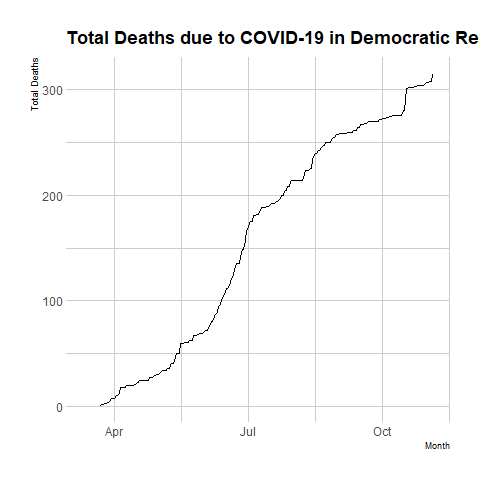 Total Deaths due to COVID-19 in Democratic Re
Total Deaths
300
200
100
0
Apr Jul Oct
Month